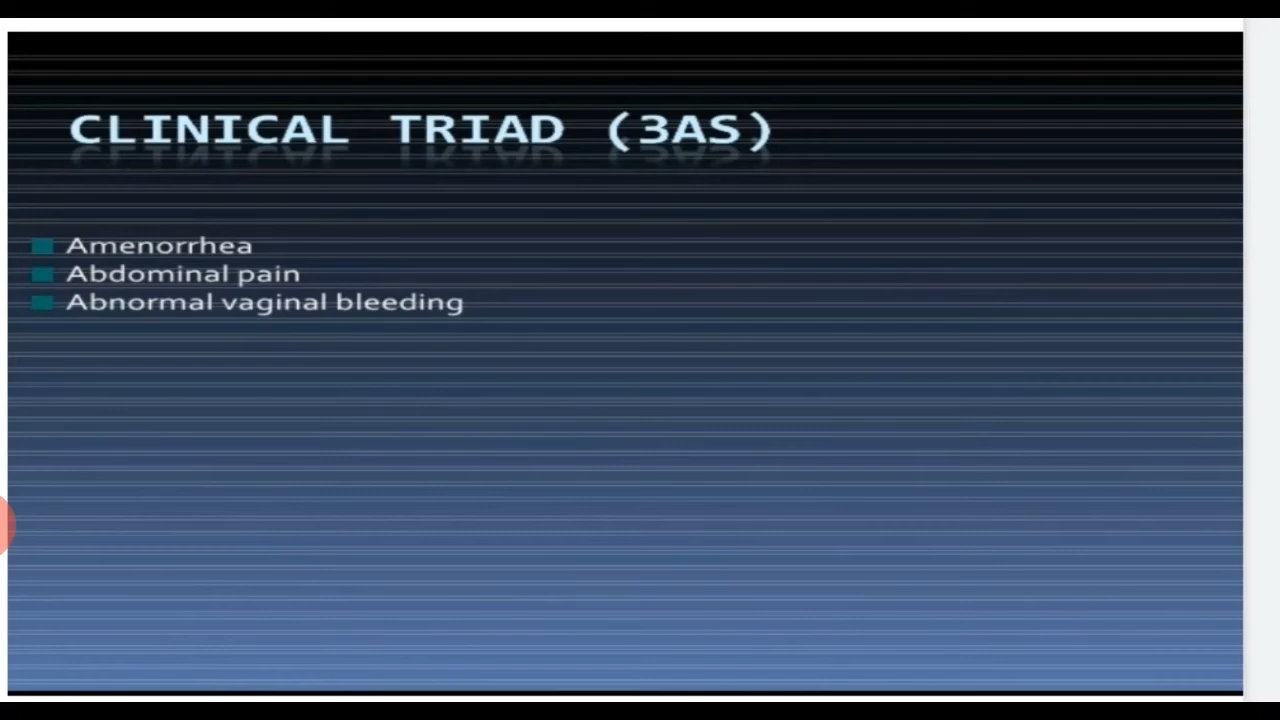 CLINICAL TRIAD (3AS)
Amenorrhea
Abdominal pain
Abnormal vaginal bleeding